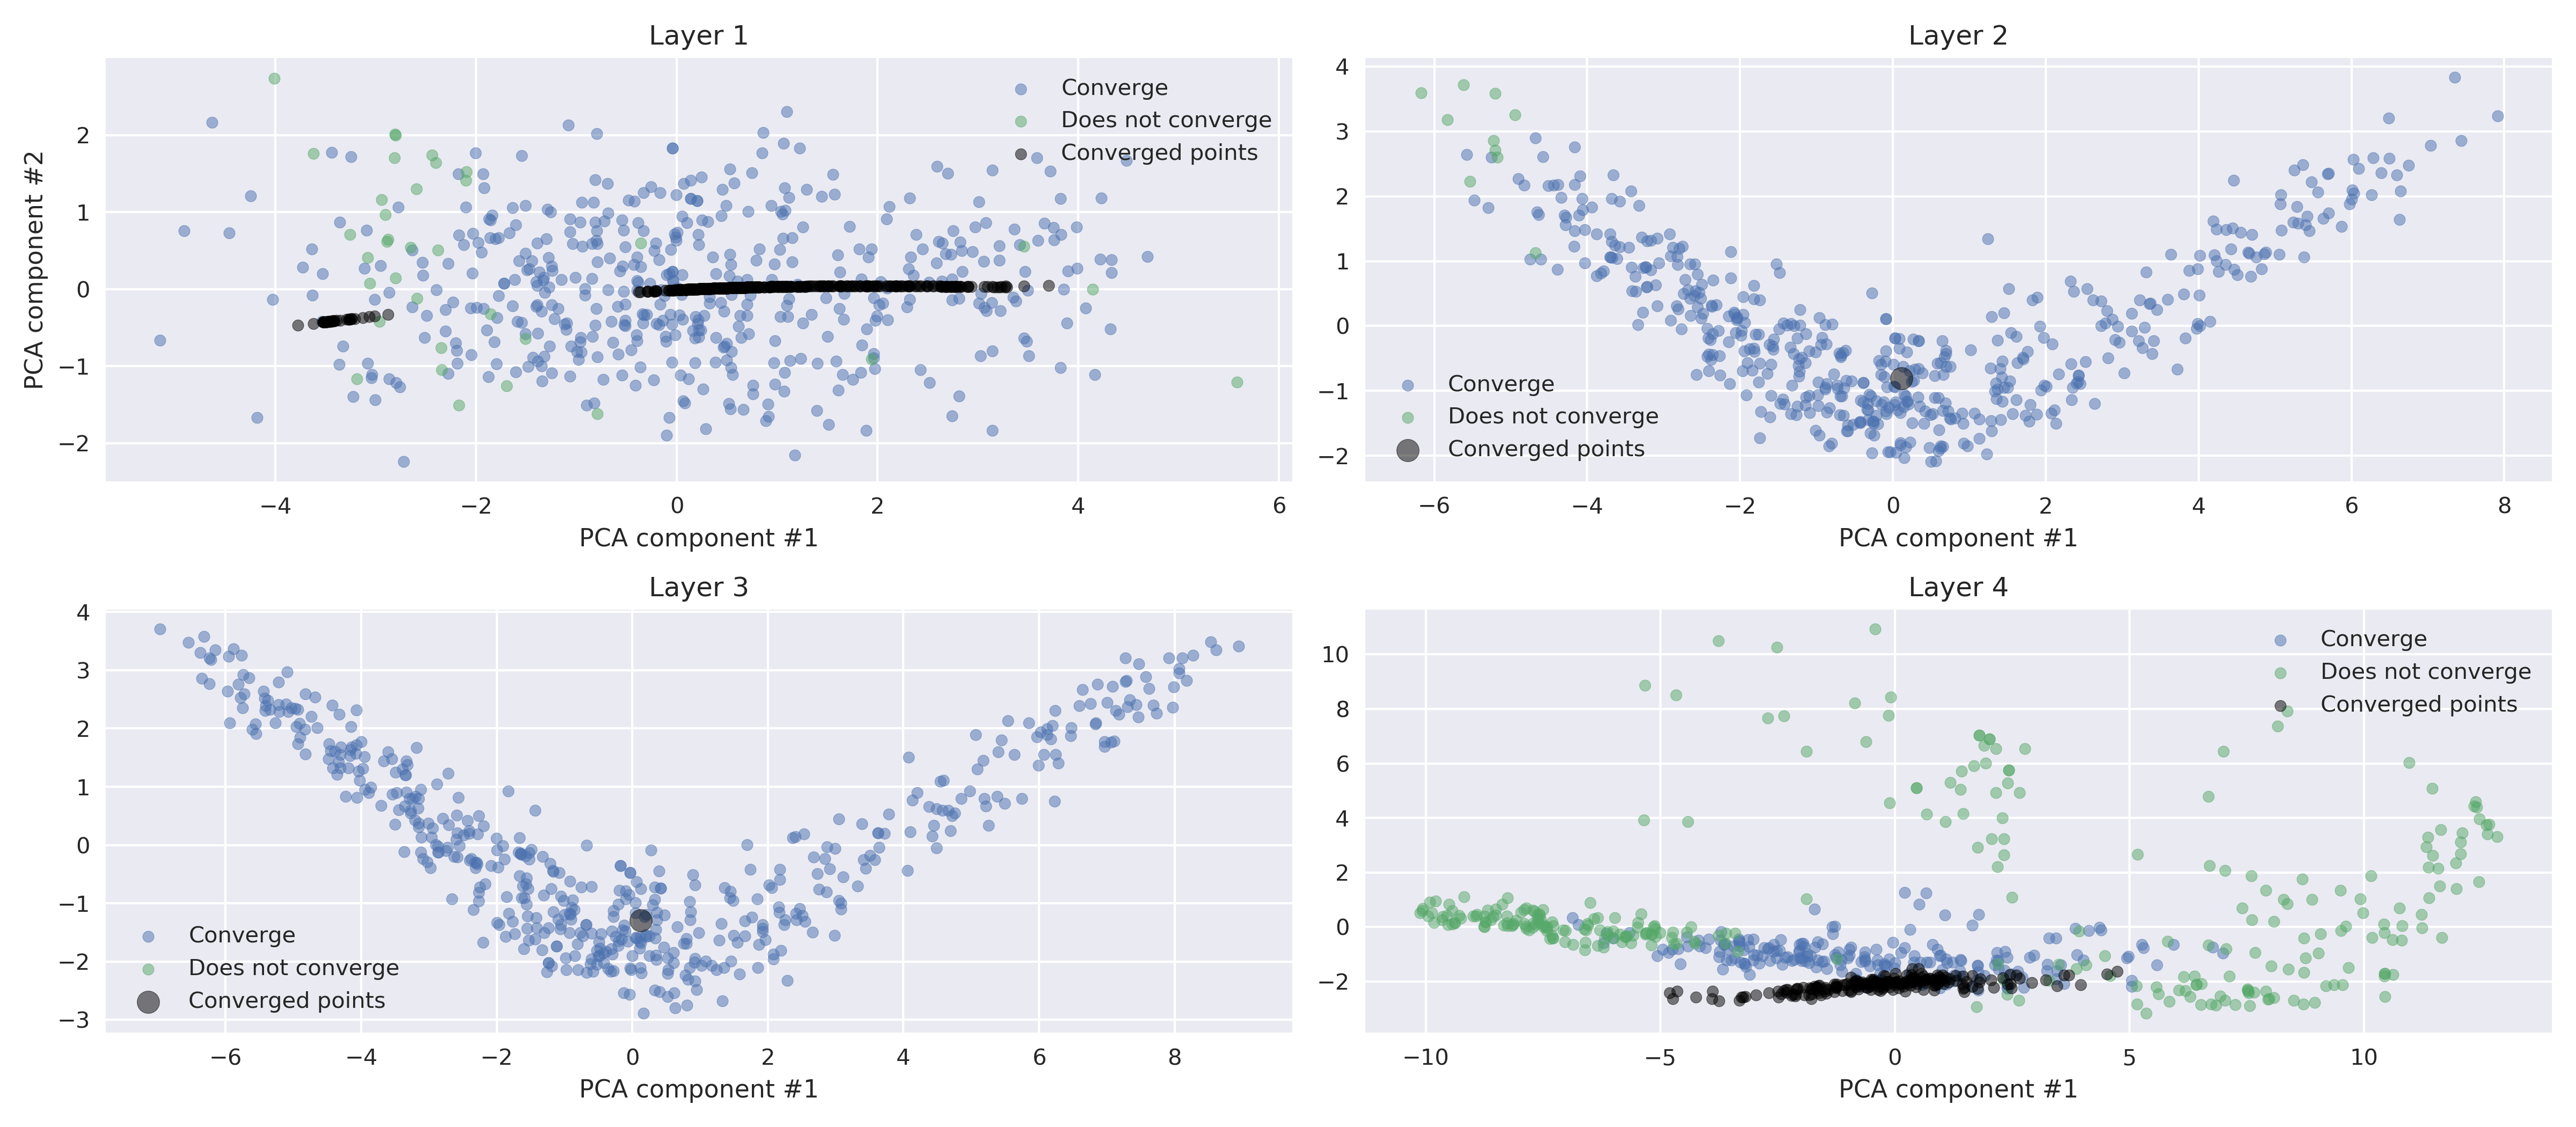 Layer 1
PCA component #2
2
1
0
−1
−2
Converge
Does not converge
Converged points
−4 −2 0 2 4 6
PCA component #1
Layer 2
4
3
2
1
0
−1
−2
Converge
Does not converge
Converged points
−6 −4 −2 0 2 4 6 8
PCA component #1
Layer 3
4
3
2
1
0
−1
−2
−3
Converge
Does not converge
Converged points
−6 −4 −2 0 2 4 6 8
PCA component #1
Layer 4
10
8
6
4
2
0
−2
Converge
Does not converge
Converged points
−10 −5 0 5 10
PCA component #1